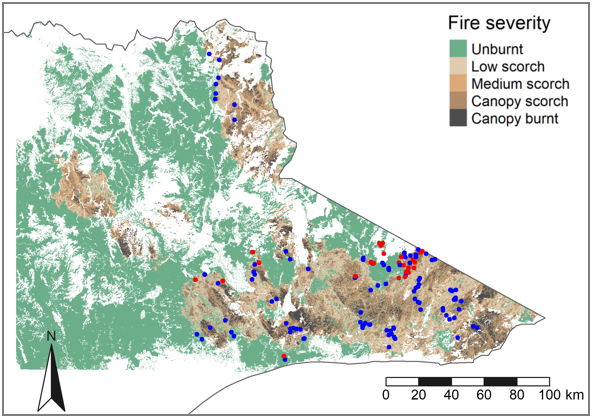 Fire severity
Unburnt
Low scorch
Medium scorch
Canopy scorch
Canopy burnt
N
0 20 40 60 80 100 km